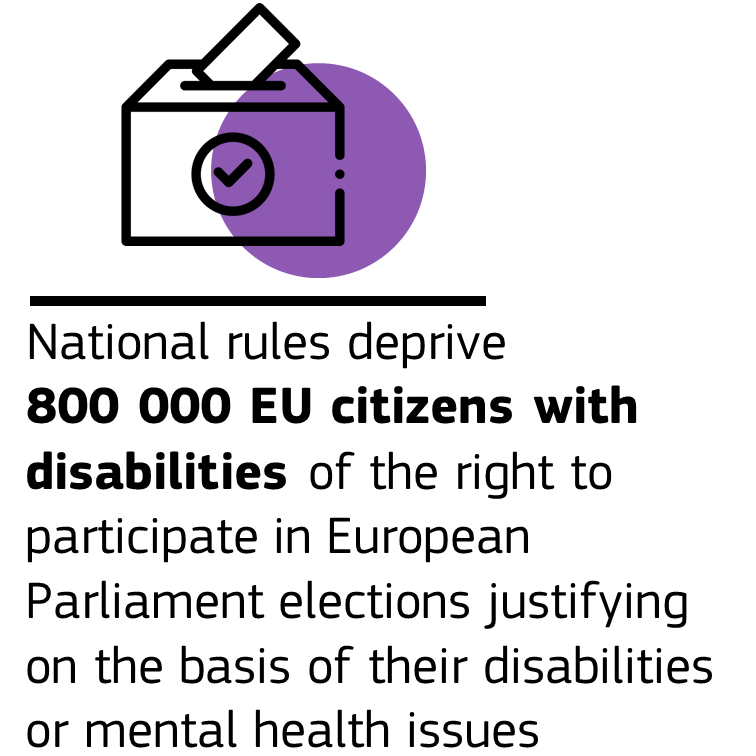 National rules deprive
800 000 EU citizens with
disabilities of the right to
participate in European
Parliament elections justifying
on the basis of their disabilities
or mental health issues